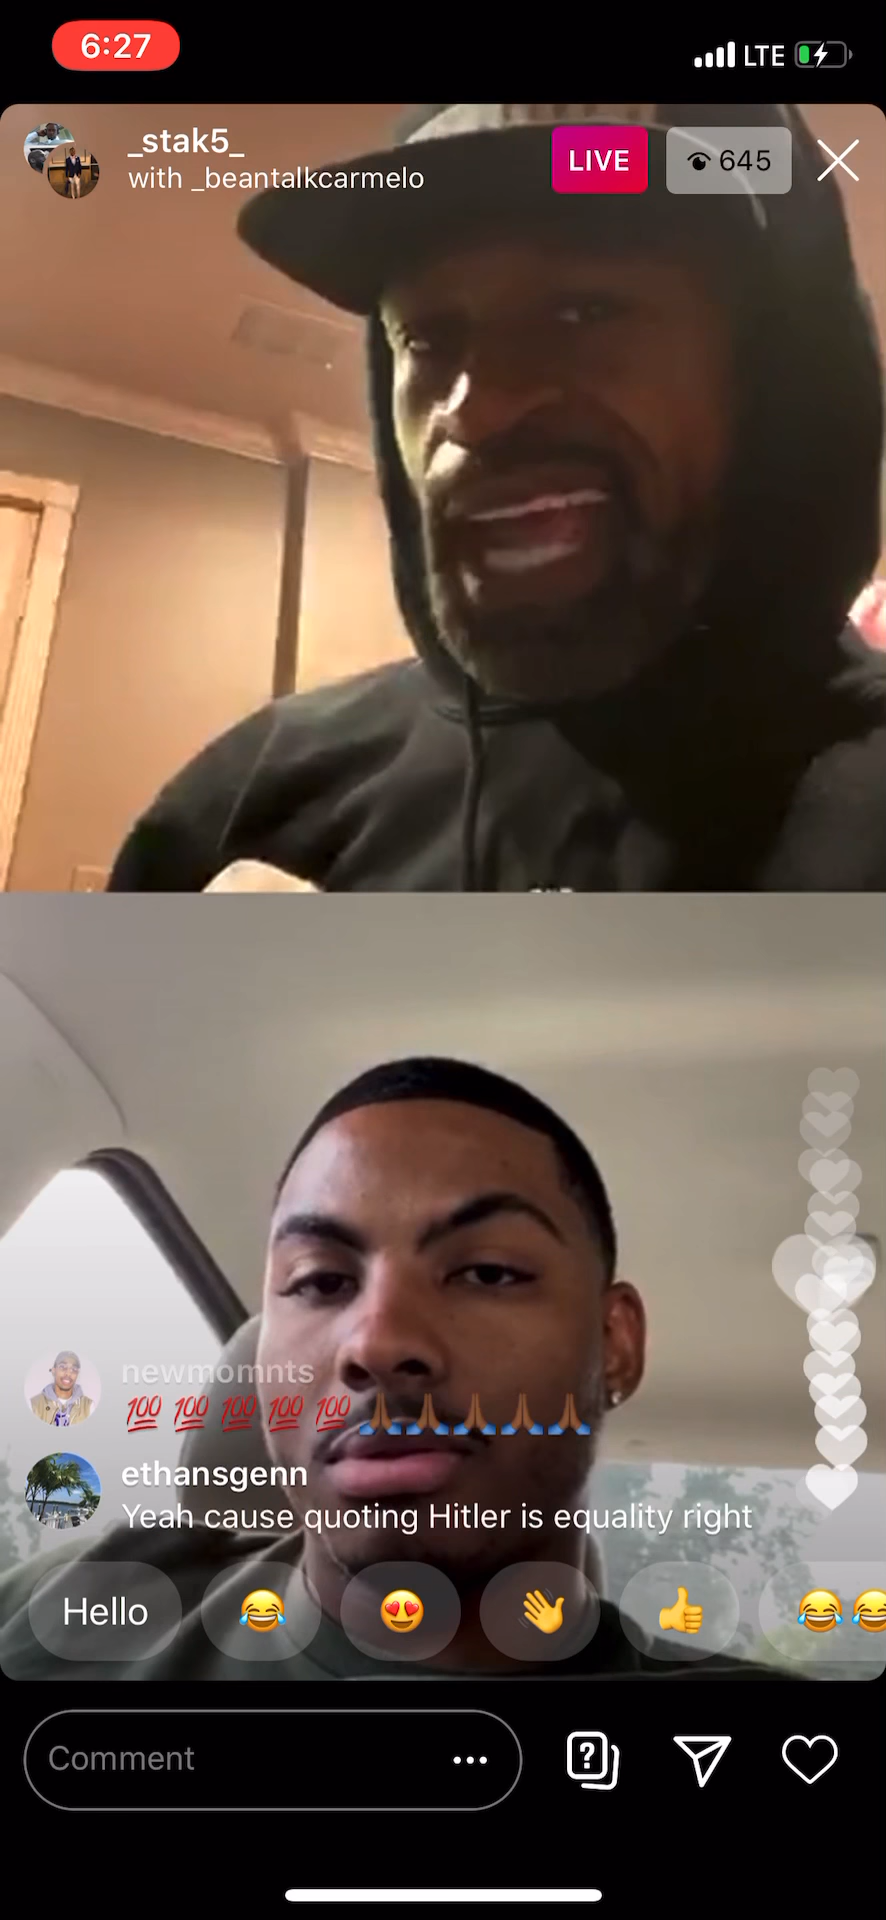 6:27
LTE
_stak5_
with _beantalkcarmelo
LIVE
645
newmomnts
💯 💯 💯 💯 💯 🙏🏾 🙏🏾 🙏🏾 🙏🏾 🙏🏾
ethansgenn
Yeah cause quoting Hitler is equality right
Hello 😂 😍 👋 👍 😂 😂
Comment